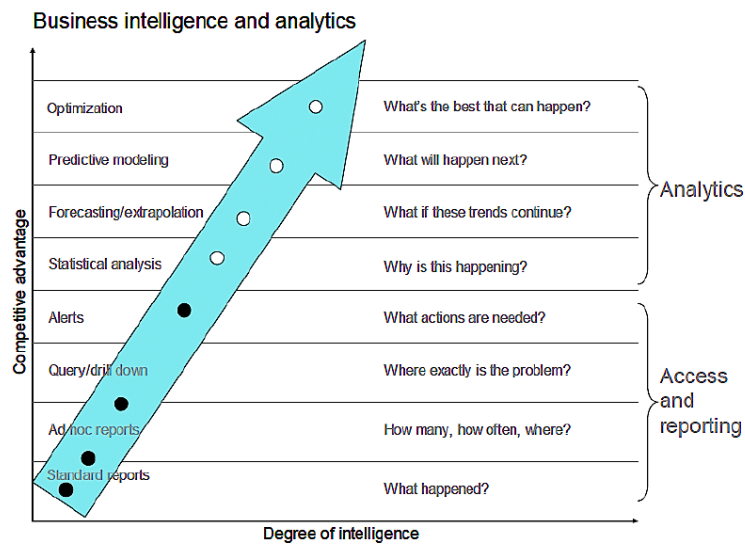 Business intelligence and analytics
Competitive advantage
Optimization
What's the best that can happen?
Predictive modeling
What will happen next?
Forecasting/extrapolation
What if these trends continue?
Statistical analysis
Why is this happening?
Analytics
Alerts
What actions are needed?
Query/drill down
Where exactly is the problem?
Ad hoc reports
How many, how often, where?
Standard reports
What happened?
Access
and
reporting
Degree of intelligence